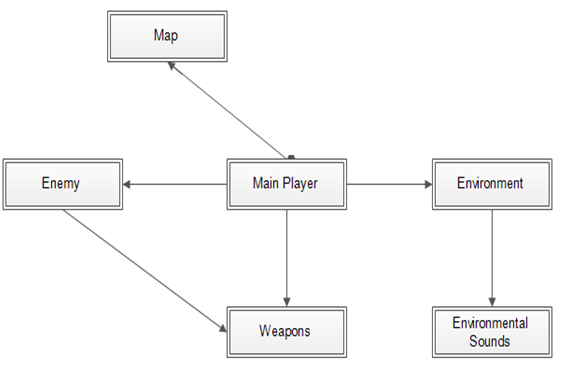 Map
Enemy
Main Player
Environment
Weapons
Environmental
Sounds